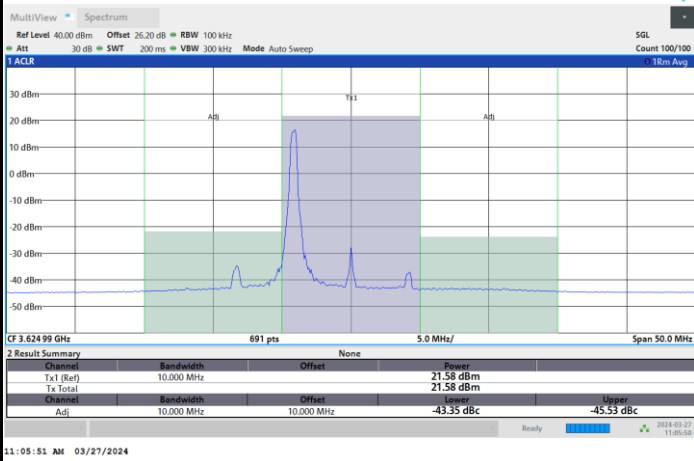 MultiView Spectrum
Ref Level 40.00 dBm Offset 26.20 dB RBW 100 kHz SGL
Att 30 dB SWT 200 ms VBW 300 kHz Mode Auto Sweep Count 100/100
1 ACLR 1Rm Avg
30 dBm
Tx1
20 dBm
Adj Adj
10 dBm
0 dBm
-10 dBm
-20 dBm
-30 dBm
-40 dBm
-50 dBm
CF 3.624 99 GHz 691 pts 5.0 MHz/ Span 50.0 MHz
2 Result Summary None
Channel Bandwidth Offset Power
Tx1 (Ref) 10.000 MHz 21.58 dBm
Tx Total 21.58 dBm
Channel Bandwidth Offset Lower Upper
Adj 10.000 MHz 10.000 MHz -43.35 dBc -45.53 dBc
Ready 2024-03-27
11:05:50
11:05:51 AM 03/27/2024